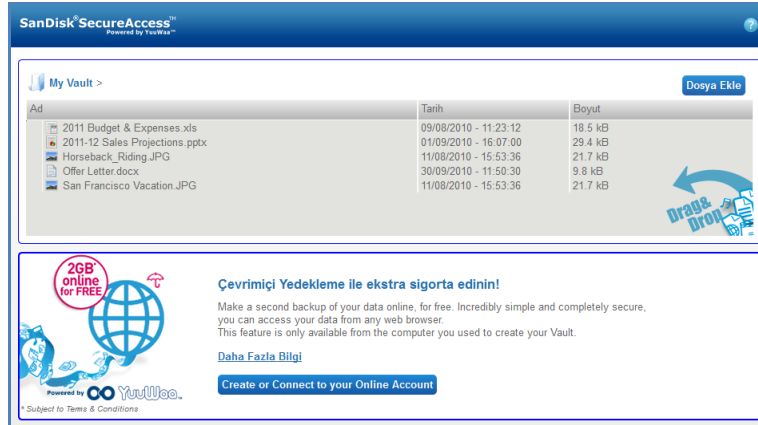 SanDisk®SecureAccess™
Powered by YuuWaa™
?
My Vault >
Dosya Ekle
Ad Tarih Boyut
2011 Budget & Expenses.xls 09/08/2010 - 11:23:12 18.5 kB
2011-12 Sales Projections.pptx 01/09/2010 - 16:07:00 29.4 kB
Horseback_Riding.JPG 11/08/2010 - 15:53:36 21.7 kB
Offer Letter.docx 30/09/2010 - 11:50:30 9.8 kB
San Francisco Vacation.JPG 11/08/2010 - 15:53:36 21.7 kB
Drag&
Drop
2GB*
online
for FREE
Çevrimiçi Yedekleme ile ekstra sigorta edinin!
Make a second backup of your data online, for free. Incredibly simple and completely secure,
you can access your data from any web browser.
This feature is only available from the computer you used to create your Vault.
Daha Fazla Bilgi
Create or Connect to your Online Account
Powered by YuuWaa.
* Subject to Terms & Conditions